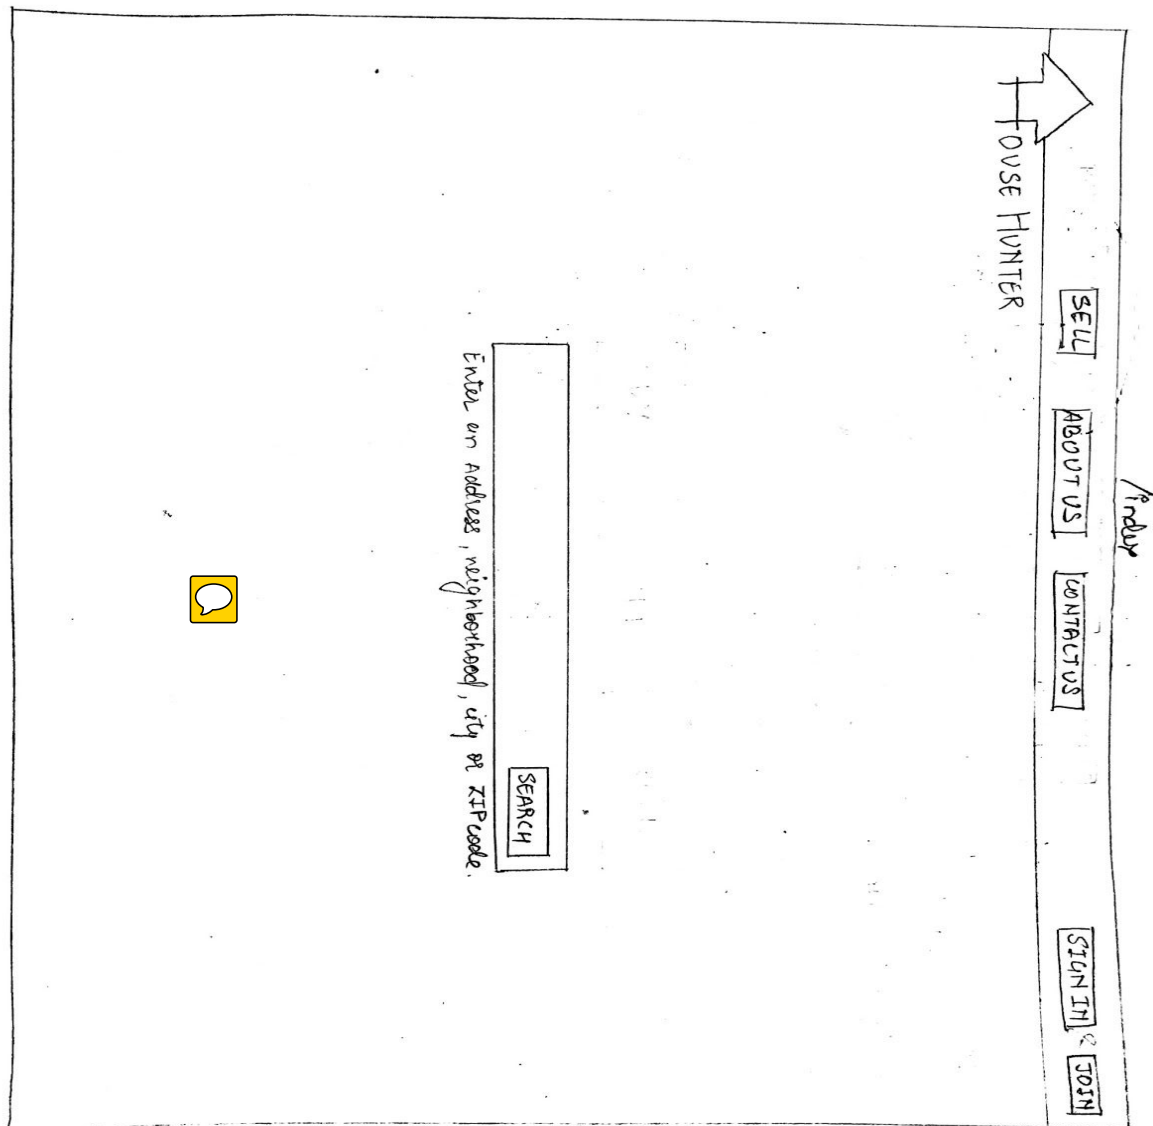 /index
SELL
ABOUT US
CONTACT US
SIGN IN & JOIN
HOUSE HUNTER
SEARCH
Enter an Address, neighborhood, city or ZIP code.